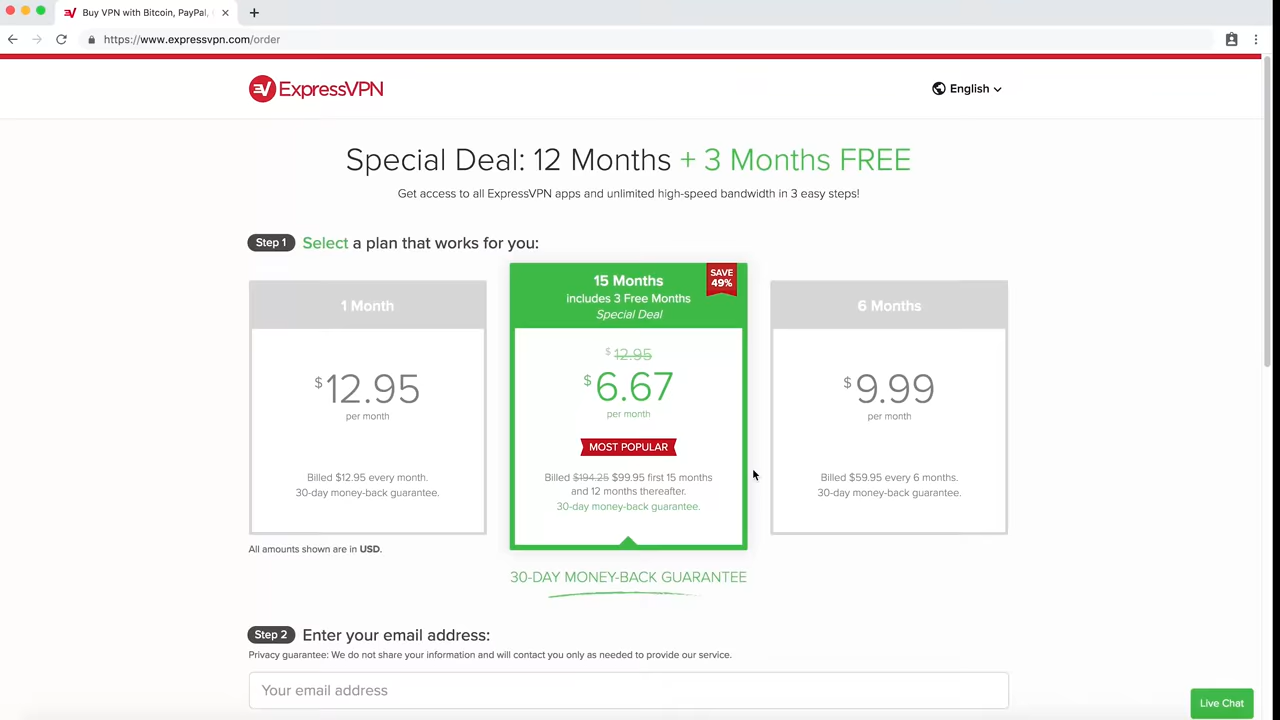 Buy VPN with Bitcoin, PayPal,
https://www.expressvpn.com/order
ExpressVPN
English
Special Deal: 12 Months + 3 Months FREE
Get access to all ExpressVPN apps and unlimited high-speed bandwidth in 3 easy steps!
Step 1 Select a plan that works for you:
1 Month
$12.95
per month
Billed $12.95 every month.
30-day money-back guarantee.
15 Months
includes 3 Free Months
Special Deal
SAVE
49%
$12.95
$6.67
per month
MOST POPULAR
Billed $194.25 $99.95 first 15 months
and 12 months thereafter.
30-day money-back guarantee.
6 Months
$9.99
per month
Billed $59.95 every 6 months.
30-day money-back guarantee.
All amounts shown are in USD.
30-DAY MONEY-BACK GUARANTEE
Step 2 Enter your email address:
Privacy guarantee: We do not share your information and will contact you only as needed to provide our service.
Your email address
Live Chat